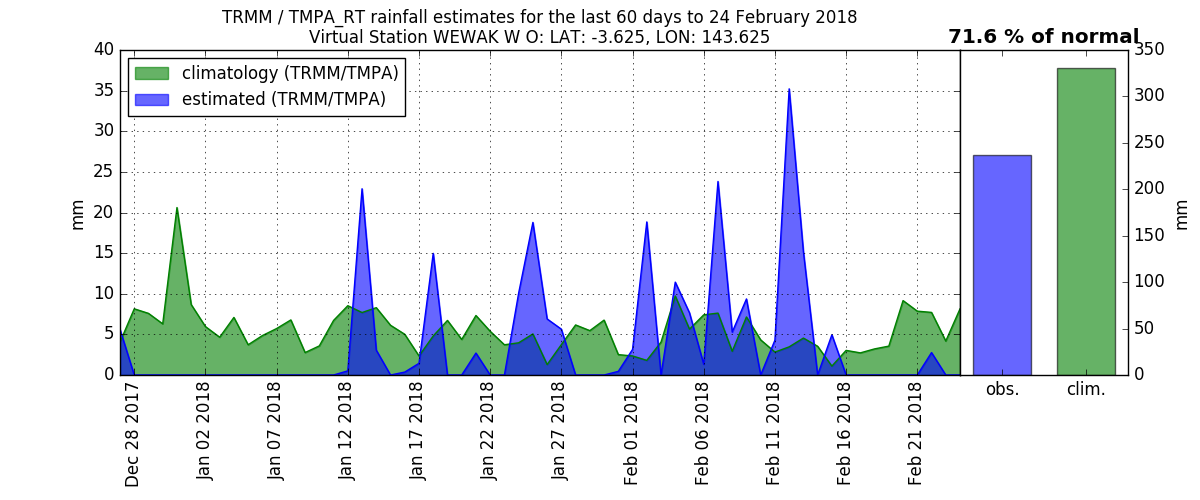 TRMM / TMPA_RT rainfall estimates for the last 60 days to 24 February 2018
Virtual Station WEWAK W O: LAT: -3.625, LON: 143.625
71.6 % of normal
climatology (TRMM/TMPA)
estimated (TRMM/TMPA)
mm
40
35
30
25
20
15
10
5
0
Dec 28 2017
Jan 02 2018
Jan 07 2018
Jan 12 2018
Jan 17 2018
Jan 22 2018
Jan 27 2018
Feb 01 2018
Feb 06 2018
Feb 11 2018
Feb 16 2018
Feb 21 2018
obs.
clim.
350
300
250
200
150
100
50
0
mm